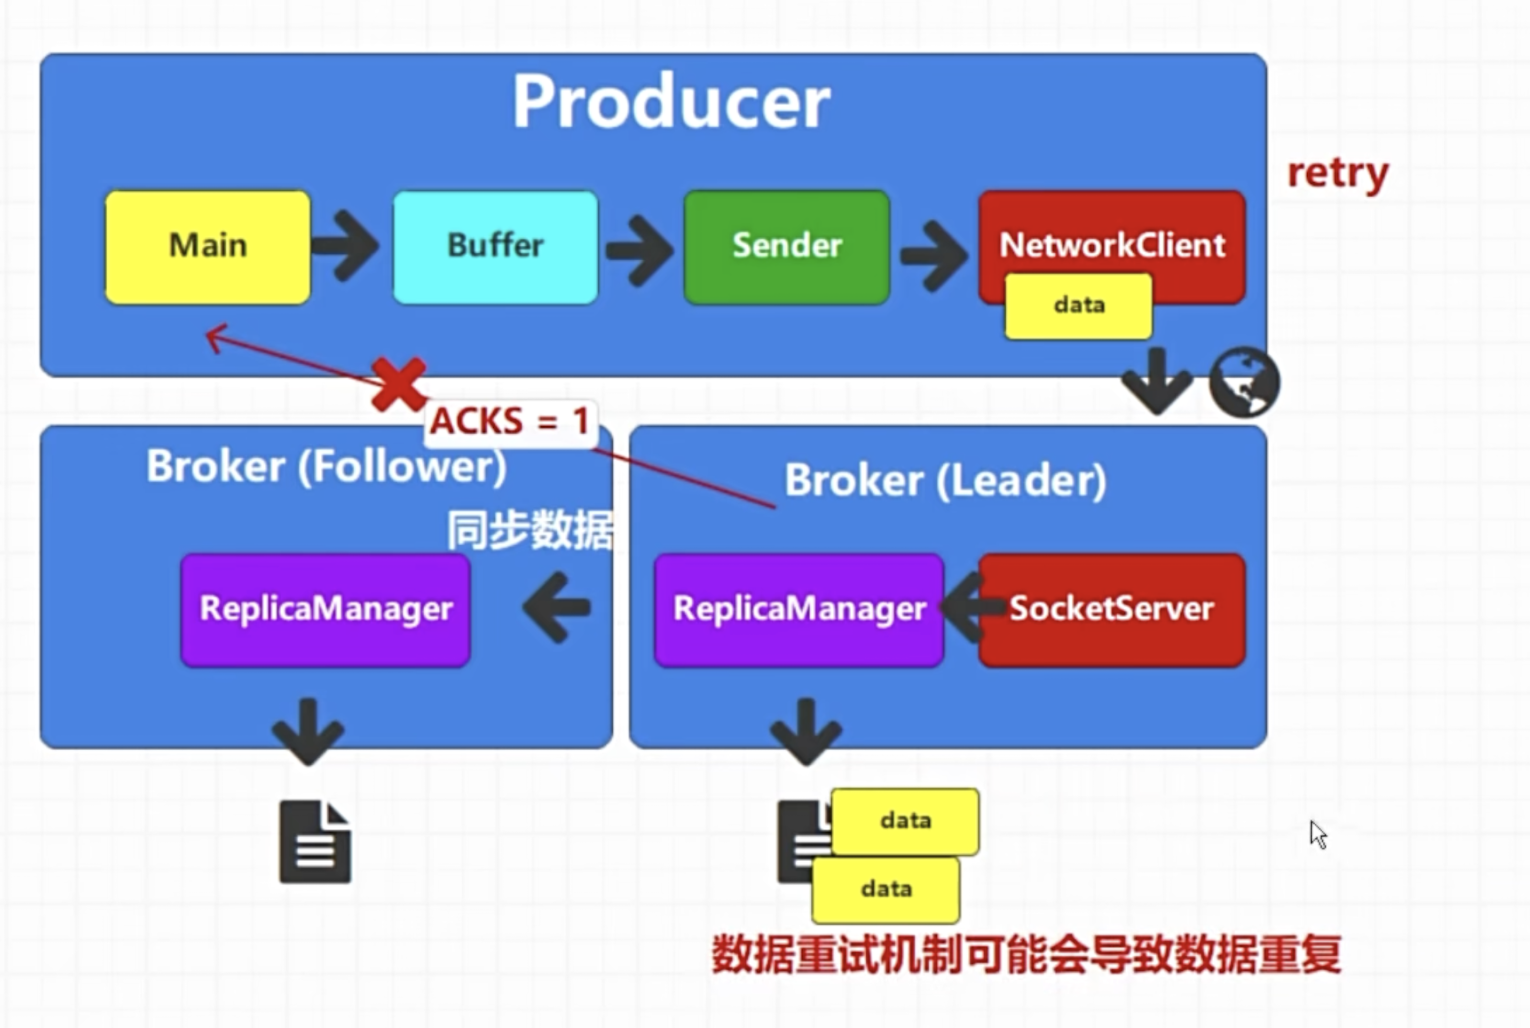 Producer
retry
Main
Buffer
Sender
NetworkClient
data
ACKS = 1
Broker (Follower)
Broker (Leader)
同步数据
ReplicaManager
ReplicaManager
SocketServer
data
data
数据重试机制可能会导致数据重复